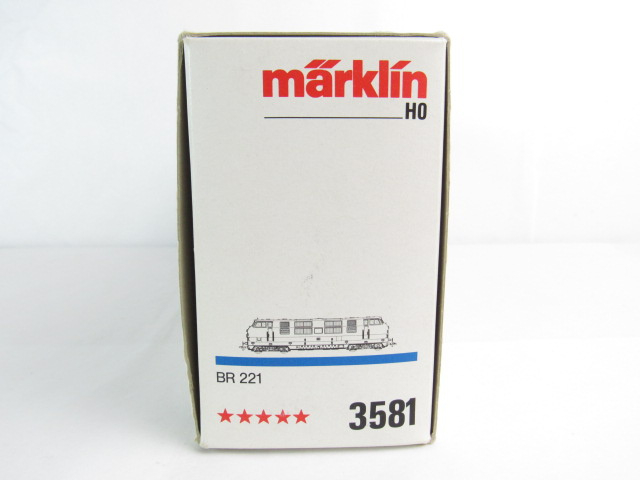 märklin
HO
BR 221
★★★★★ 3581